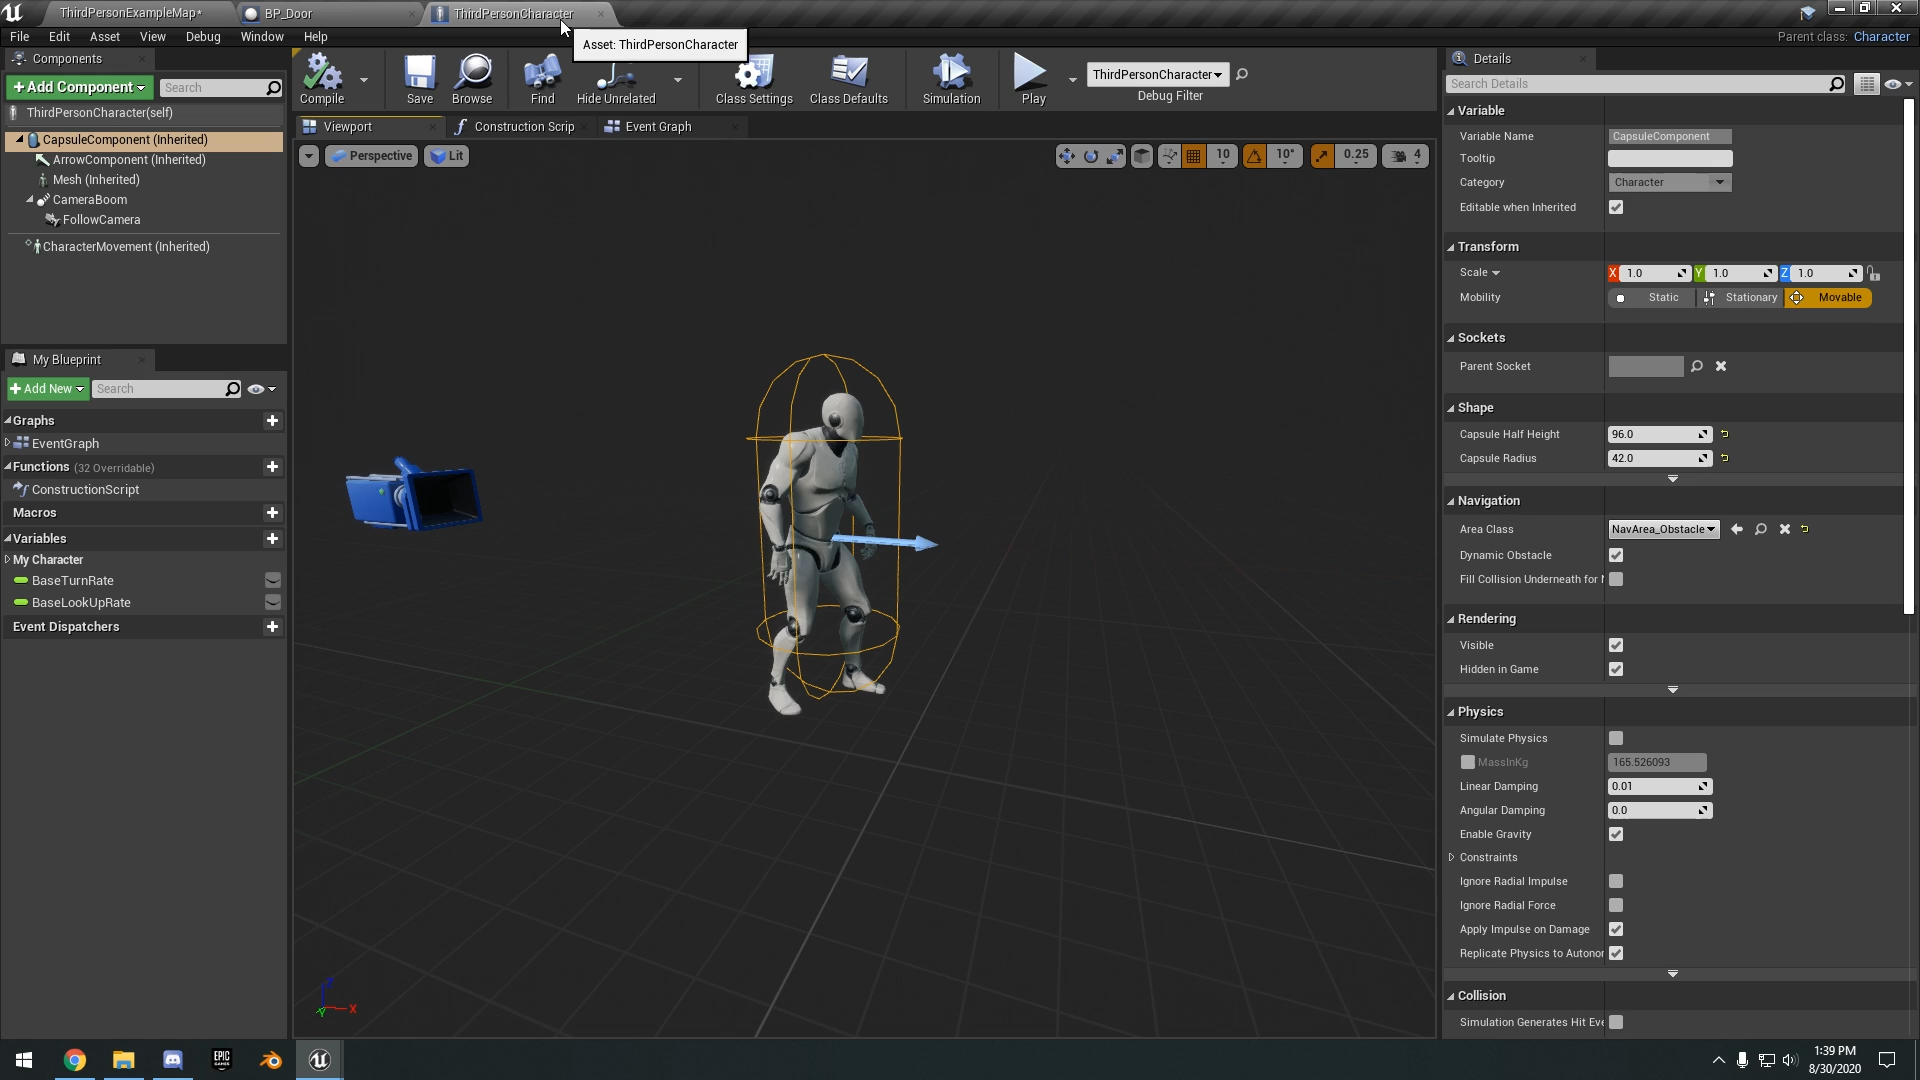 ThirdPersonExampleMap*
BP_Door
ThirdPersonCharacter
File Edit Asset View Debug Window Help
Parent class: Character
Asset: ThirdPersonCharacter
Components
+Add Component
Search
ThirdPersonCharacter(self)
CapsuleComponent (Inherited)
ArrowComponent (Inherited)
Mesh (Inherited)
CameraBoom
FollowCamera
CharacterMovement (Inherited)
My Blueprint
+Add New
Search
Graphs
EventGraph
Functions (32 Overridable)
ConstructionScript
Macros
Variables
My Character
BaseTurnRate
BaseLookUpRate
Event Dispatchers
Compile
Save
Browse
Find
Hide Unrelated
Class Settings
Class Defaults
Simulation
Play
ThirdPersonCharacter
Debug Filter
Viewport
Construction Scrip
Event Graph
Perspective
Lit
10
10°
0.25
4
X
Details
Search Details
Variable
Variable Name CapsuleComponent
Tooltip
Category Character
Editable when Inherited
Transform
Scale X 1.0 Y 1.0 Z 1.0
Mobility Static Stationary Movable
Sockets
Parent Socket
Shape
Capsule Half Height 96.0
Capsule Radius 42.0
Navigation
Area Class NavArea_Obstacle
Dynamic Obstacle
Fill Collision Underneath for
Rendering
Visible
Hidden in Game
Physics
Simulate Physics
MassInKg 165.526093
Linear Damping 0.01
Angular Damping 0.0
Enable Gravity
Constraints
Ignore Radial Impulse
Ignore Radial Force
Apply Impulse on Damage
Replicate Physics to Autonor
Collision
Simulation Generates Hit Eve
EPIC GAMES
1:39 PM
8/30/2020